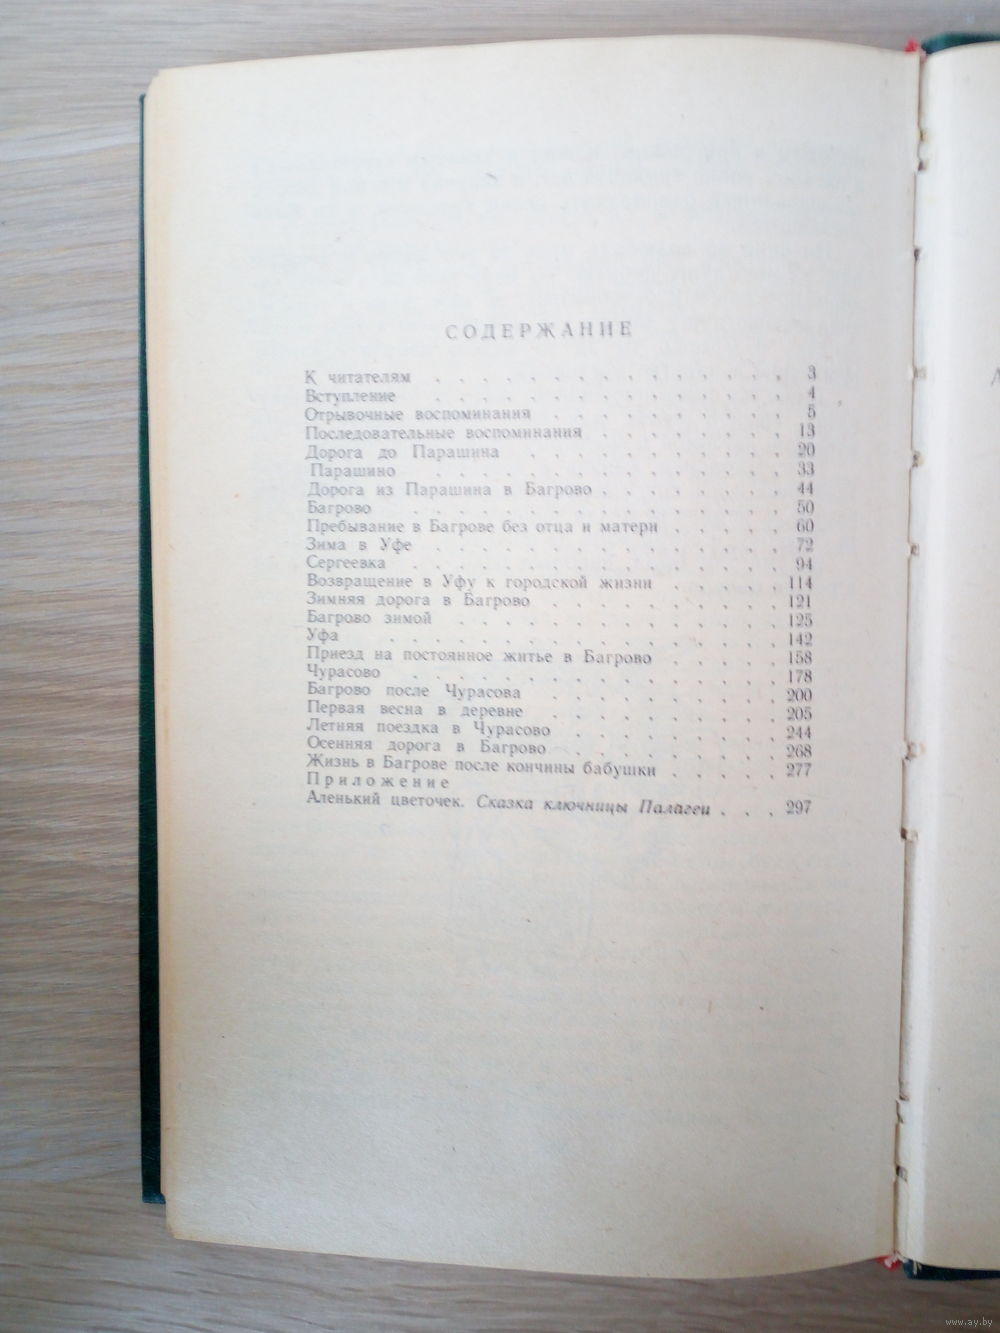 СОДЕРЖАНИЕ
К читателям . . . . . . . . . . . . . . . 3
Вступление . . . . . . . . . . . . . . . 4
Отрывочные воспоминания . . . . . . . . . . 5
Последовательные воспоминания . . . . . . . . 13
Дорога до Парашина . . . . . . . . . . . 20
Парашино . . . . . . . . . . . . . . . 33
Дорога из Парашина в Багрово . . . . . . . . 44
Багрово . . . . . . . . . . . . . . . . 50
Пребывание в Багрове без отца и матери . . . . . 60
Зима в Уфе . . . . . . . . . . . . . . . 72
Сергеевка . . . . . . . . . . . . . . . . 94
Возвращение в Уфу к городской жизни . . . . . 114
Зимняя дорога в Багрово . . . . . . . . . . 121
Багрово зимой . . . . . . . . . . . . . . 125
Уфа . . . . . . . . . . . . . . . . . 142
Приезд на постоянное житье в Багрово . . . . . 158
Чурасово . . . . . . . . . . . . . . . . 178
Багрово после Чурасова . . . . . . . . . . 200
Первая весна в деревне . . . . . . . . . . 205
Летняя поездка в Чурасово . . . . . . . . . 244
Осенняя дорога в Багрово . . . . . . . . . 268
Жизнь в Багрове после кончины бабушки . . . . . 277
Приложение
Аленький цветочек. Сказка ключницы Палагеи . . . 297
А
www.ay.by